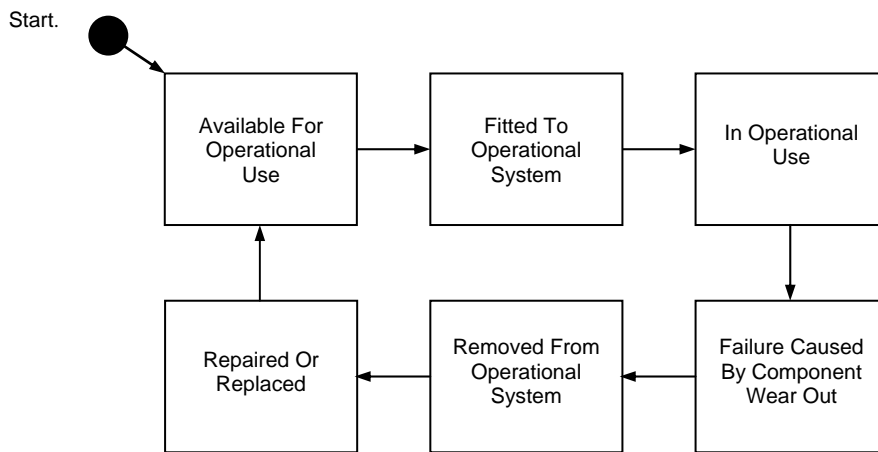 Start.
Available For
Operational
Use
Fitted To
Operational
System
In Operational
Use
Repaired Or
Replaced
Removed From
Operational
System
Failure Caused
By Component
Wear Out